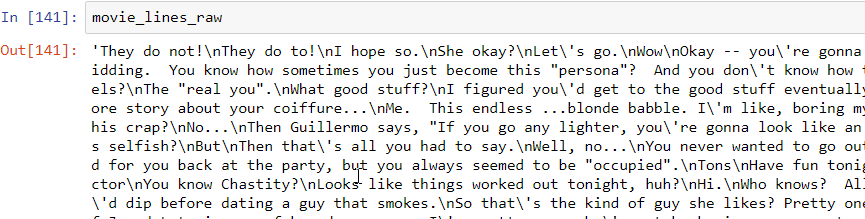 In [141]: movie_lines_raw
Out[141]: 'They do not!\nThey do to!\nI hope so.\nShe okay?\nLet\'s go.\nWow\nOkay -- you\'re gonna
idding.  You know how sometimes you just become this "persona"?  And you don\'t know how
els?\nThe "real you".\nWhat good stuff?\nI figured you\'d get to the good stuff eventually
ore story about your coiffure...\nMe.  This endless ...blonde babble. I\'m like, boring my
his crap?\nNo...\nThen Guillermo says, "If you go any lighter, you\'re gonna look like an
s selfish?\nBut\nThen that\'s all you had to say.\nWell, no...\nYou never wanted to go out
d for you back at the party, but you always seemed to be "occupied".\nTons\nHave fun tonig
ctor\nYou know Chastity?\nLooks like things worked out tonight, huh?\nHi.\nWho knows?  All
\'d dip before dating a guy that smokes.\nSo that\'s the kind of guy she likes? Pretty one